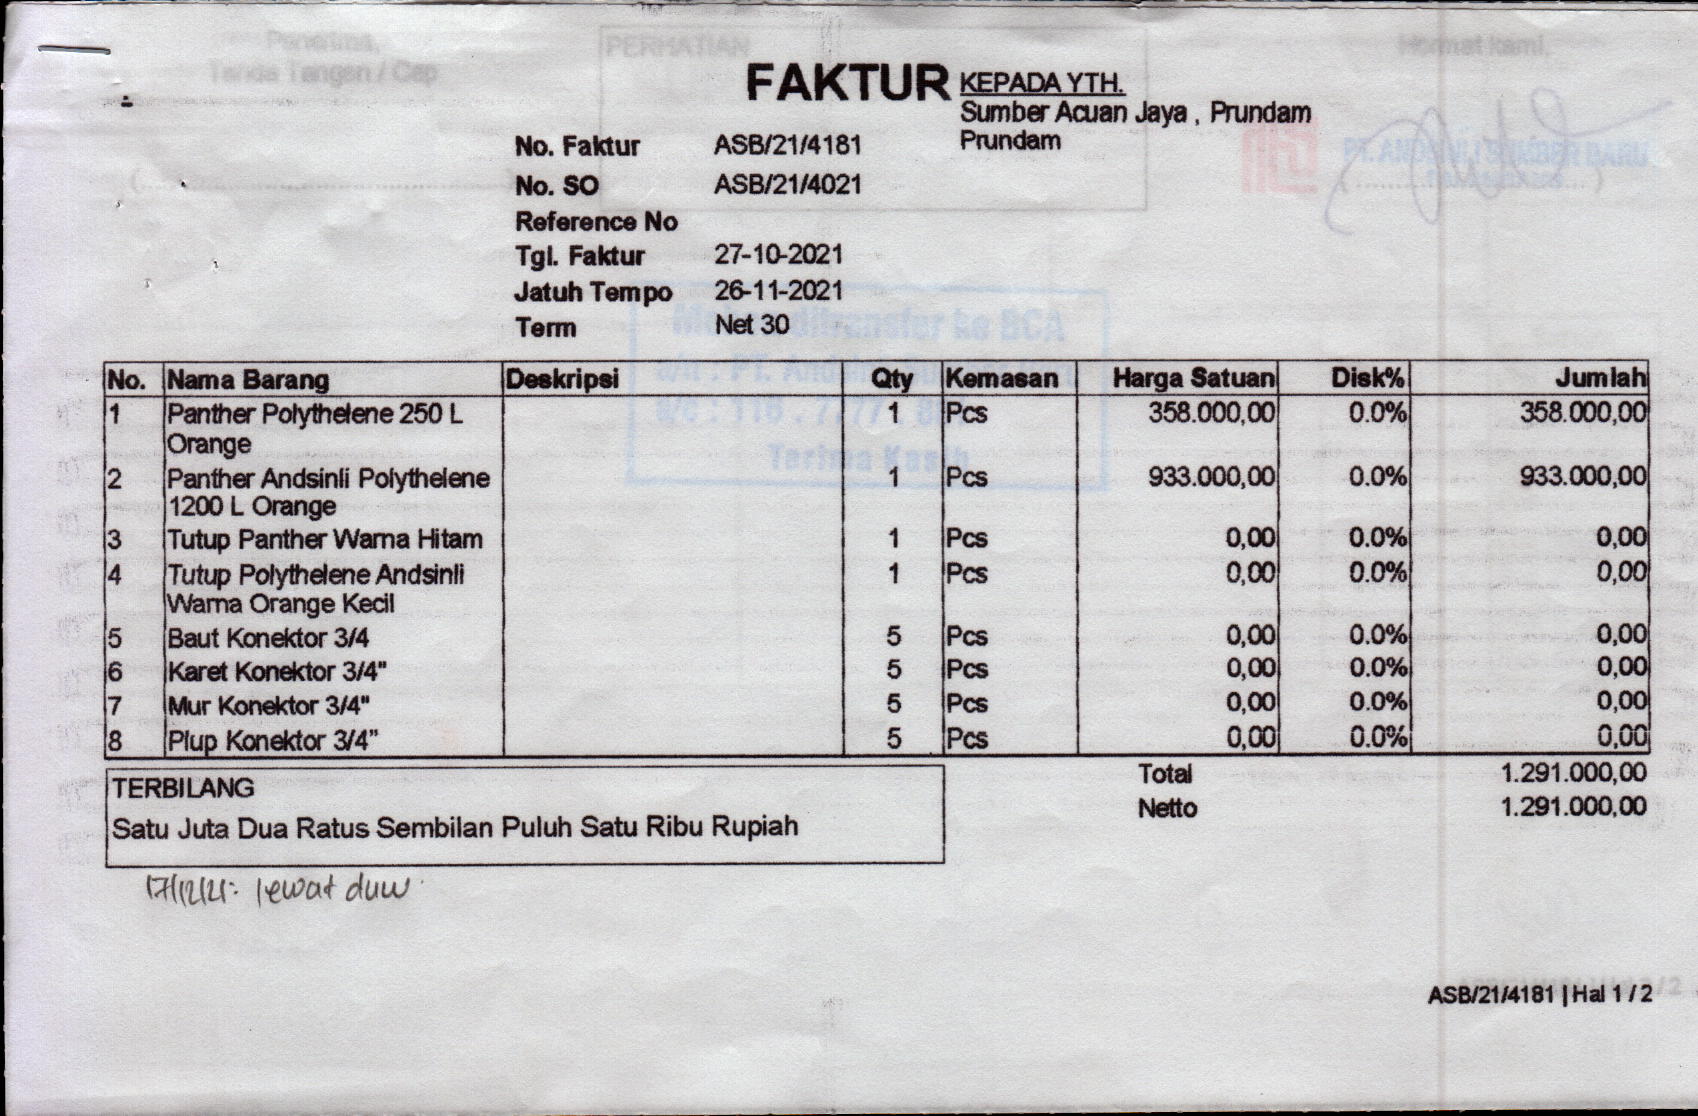 FAKTUR
KEPADA YTH.
Sumber Acuan Jaya , Prundam
Prundam
No. Faktur ASB/21/4181
No. SO ASB/21/4021
Reference No
Tgl. Faktur 27-10-2021
Jatuh Tempo 26-11-2021
Term Net 30
No. Nama Barang Deskripsi Qty Kemasan Harga Satuan Disk% Jumlah
1 Panther Polythelene 250 L 1 Pcs 358.000,00 0.0% 358.000,00
Orange
2 Panther Andsinli Polythelene 1 Pcs 933.000,00 0.0% 933.000,00
1200 L Orange
3 Tutup Panther Warna Hitam 1 Pcs 0,00 0.0% 0,00
4 Tutup Polythelene Andsinli 1 Pcs 0,00 0.0% 0,00
Warna Orange Kecil
5 Baut Konektor 3/4 5 Pcs 0,00 0.0% 0,00
6 Karet Konektor 3/4" 5 Pcs 0,00 0.0% 0,00
7 Mur Konektor 3/4" 5 Pcs 0,00 0.0% 0,00
8 Plup Konektor 3/4” 5 Pcs 0,00 0.0% 0,00
Total 1.291.000,00
Netto 1.291.000,00
TERBILANG
Satu Juta Dua Ratus Sembilan Puluh Satu Ribu Rupiah
17/12/21: lewat duw
ASB/21/4181 | Hal 1 / 2
PERHATIAN
Penerima,
Tanda Tangan / Cap
Hormat kami,
PT. ANDSINLI SUMBER BARU
Mohon ditransfer ke BCA
Terima Kasih